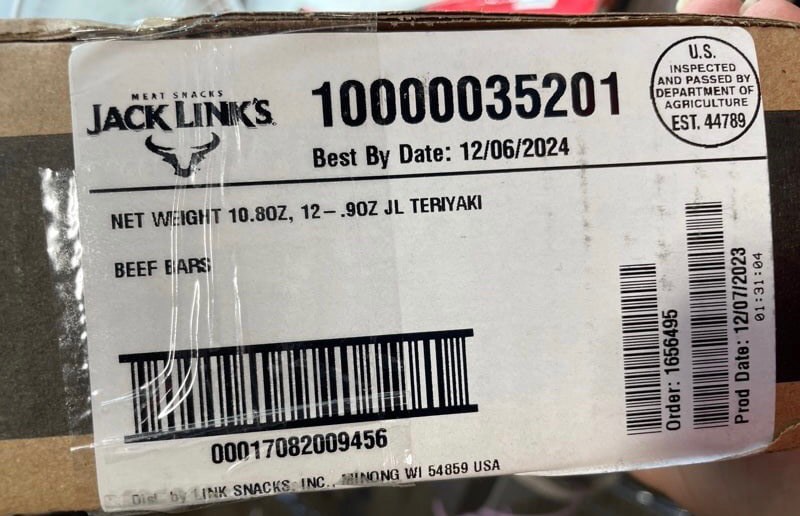 MEAT SNACKS
JACK LINK'S
10000035201
Best By Date: 12/06/2024
U.S.
INSPECTED
AND PASSED BY
DEPARTMENT OF
AGRICULTURE
EST. 44789
NET WEIGHT 10.8OZ, 12-.9OZ JL TERIYAKI
BEEF BARS
00017082009456
Dist. by LINK SNACKS, INC., MINONG WI 54859 USA
Order: 1656495
Prod Date: 12/07/2023
01:31:04